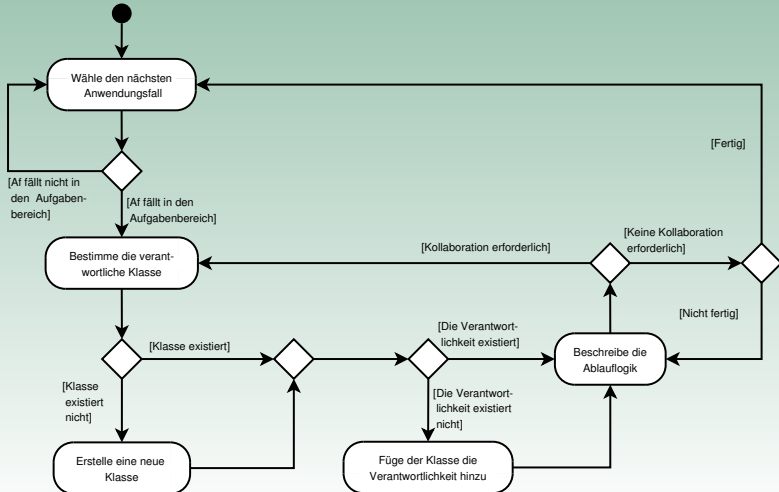 Wähle den nächsten
Anwendungsfall
[Fertig]
[Af fällt nicht in
den Aufgaben-
bereich]
[Af fällt in den
Aufgabenbereich]
Bestimme die verant-
wortliche Klasse
[Kollaboration erforderlich]
[Keine Kollaboration
erforderlich]
[Nicht fertig]
[Klasse existiert]
[Die Verantwort-
lichkeit existiert]
Beschreibe die
Ablauflogik
[Klasse
existiert
nicht]
[Die Verantwort-
lichkeit existiert
nicht]
Erstelle eine neue
Klasse
Füge der Klasse die
Verantwortlichkeit hinzu